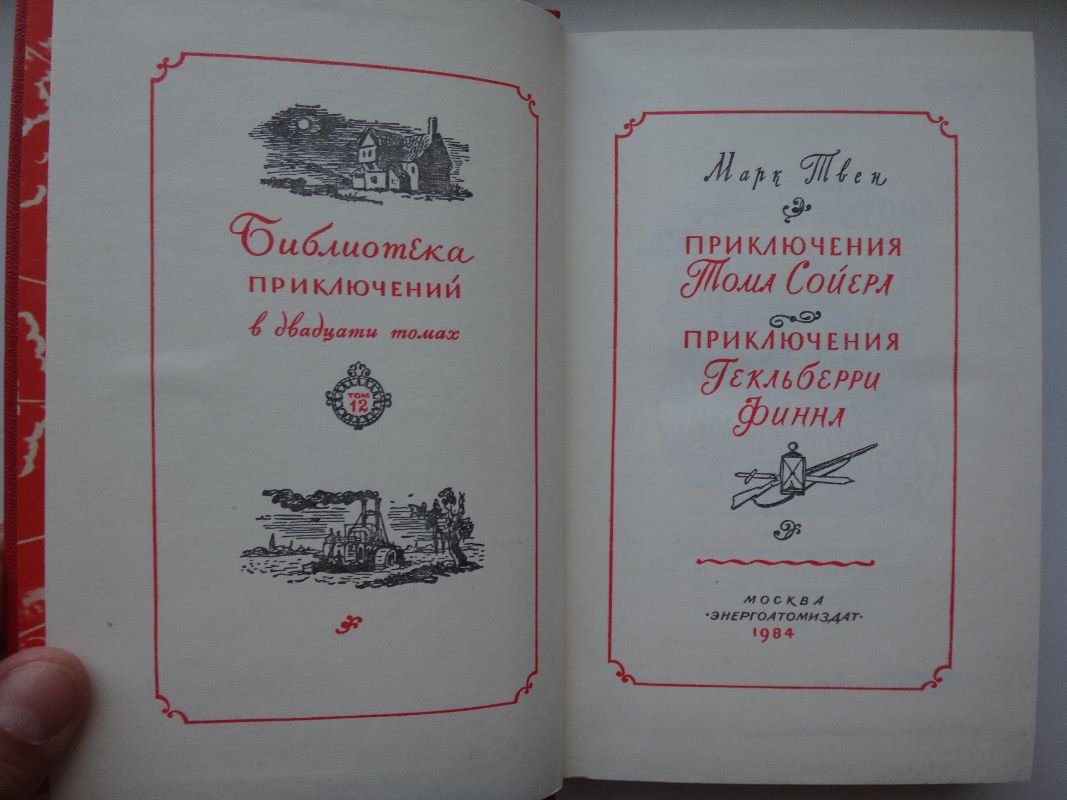 Библиотека
ПРИКЛЮЧЕНИЙ
в двадцати томах
ТОМ
12
Марк Твен
ПРИКЛЮЧЕНИЯ
Тома Сойера
ПРИКЛЮЧЕНИЯ
Гекльберри
Финна
МОСКВА
·ЭНЕРГОАТОМИЗДАТ·
1984